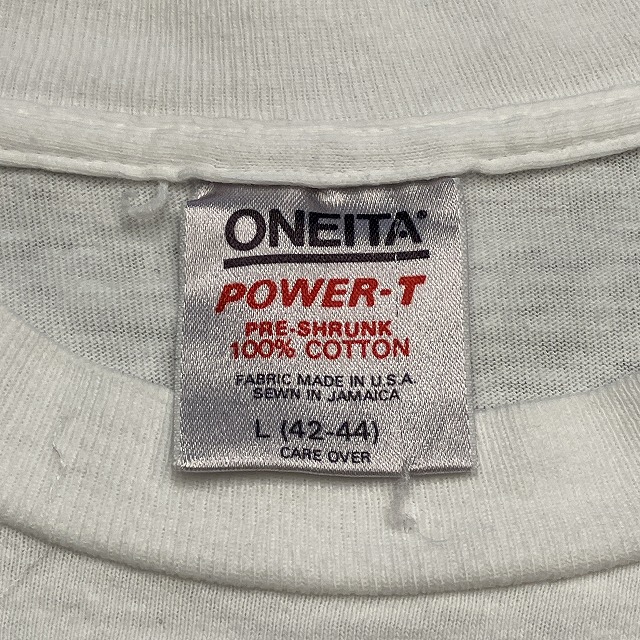 ONEITA®
POWER-T
PRE-SHRUNK
100% COTTON
FABRIC MADE IN U.S.A.
SEWN IN JAMAICA
L (42-44)
CARE OVER